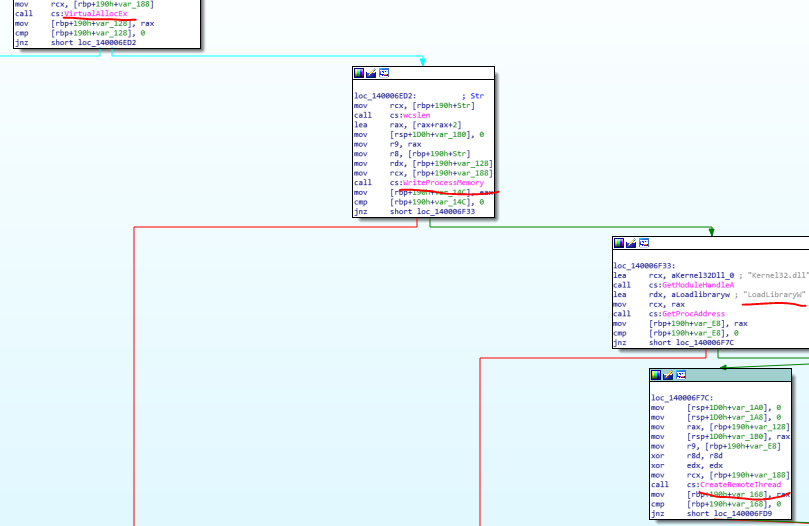 mov rcx, [rbp+190h+var_188]
call cs:VirtualAllocEx
mov [rbp+190h+var_128], rax
cmp [rbp+190h+var_128], 0
jnz short loc_140006ED2
loc_140006ED2: ; Str
mov rcx, [rbp+190h+Str]
call cs:wcslen
lea rax, [rax+rax+2]
mov [rsp+1D0h+var_1B0], 0
mov r9, rax
mov r8, [rbp+190h+Str]
mov rdx, [rbp+190h+var_128]
mov rcx, [rbp+190h+var_188]
call cs:WriteProcessMemory
mov [rbp+190h+var_14C], eax
cmp [rbp+190h+var_14C], 0
jnz short loc_140006F33
loc_140006F33:
lea rcx, aKernel32Dll_0 ; "Kernel32.dll"
call cs:GetModuleHandleA
lea rdx, aLoadlibraryw ; "LoadLibraryW"
mov rcx, rax
call cs:GetProcAddress
mov [rbp+190h+var_E8], rax
cmp [rbp+190h+var_E8], 0
jnz short loc_140006F7C
loc_140006F7C:
mov [rsp+1D0h+var_1A0], 0
mov [rsp+1D0h+var_1A8], 0
mov rax, [rbp+190h+var_128]
mov [rsp+1D0h+var_1B0], rax
mov r9, [rbp+190h+var_E8]
xor r8d, r8d
xor edx, edx
mov rcx, [rbp+190h+var_188]
call cs:CreateRemoteThread
mov [rbp+190h+var_168], rax
cmp [rbp+190h+var_168], 0
jnz short loc_140006FD9